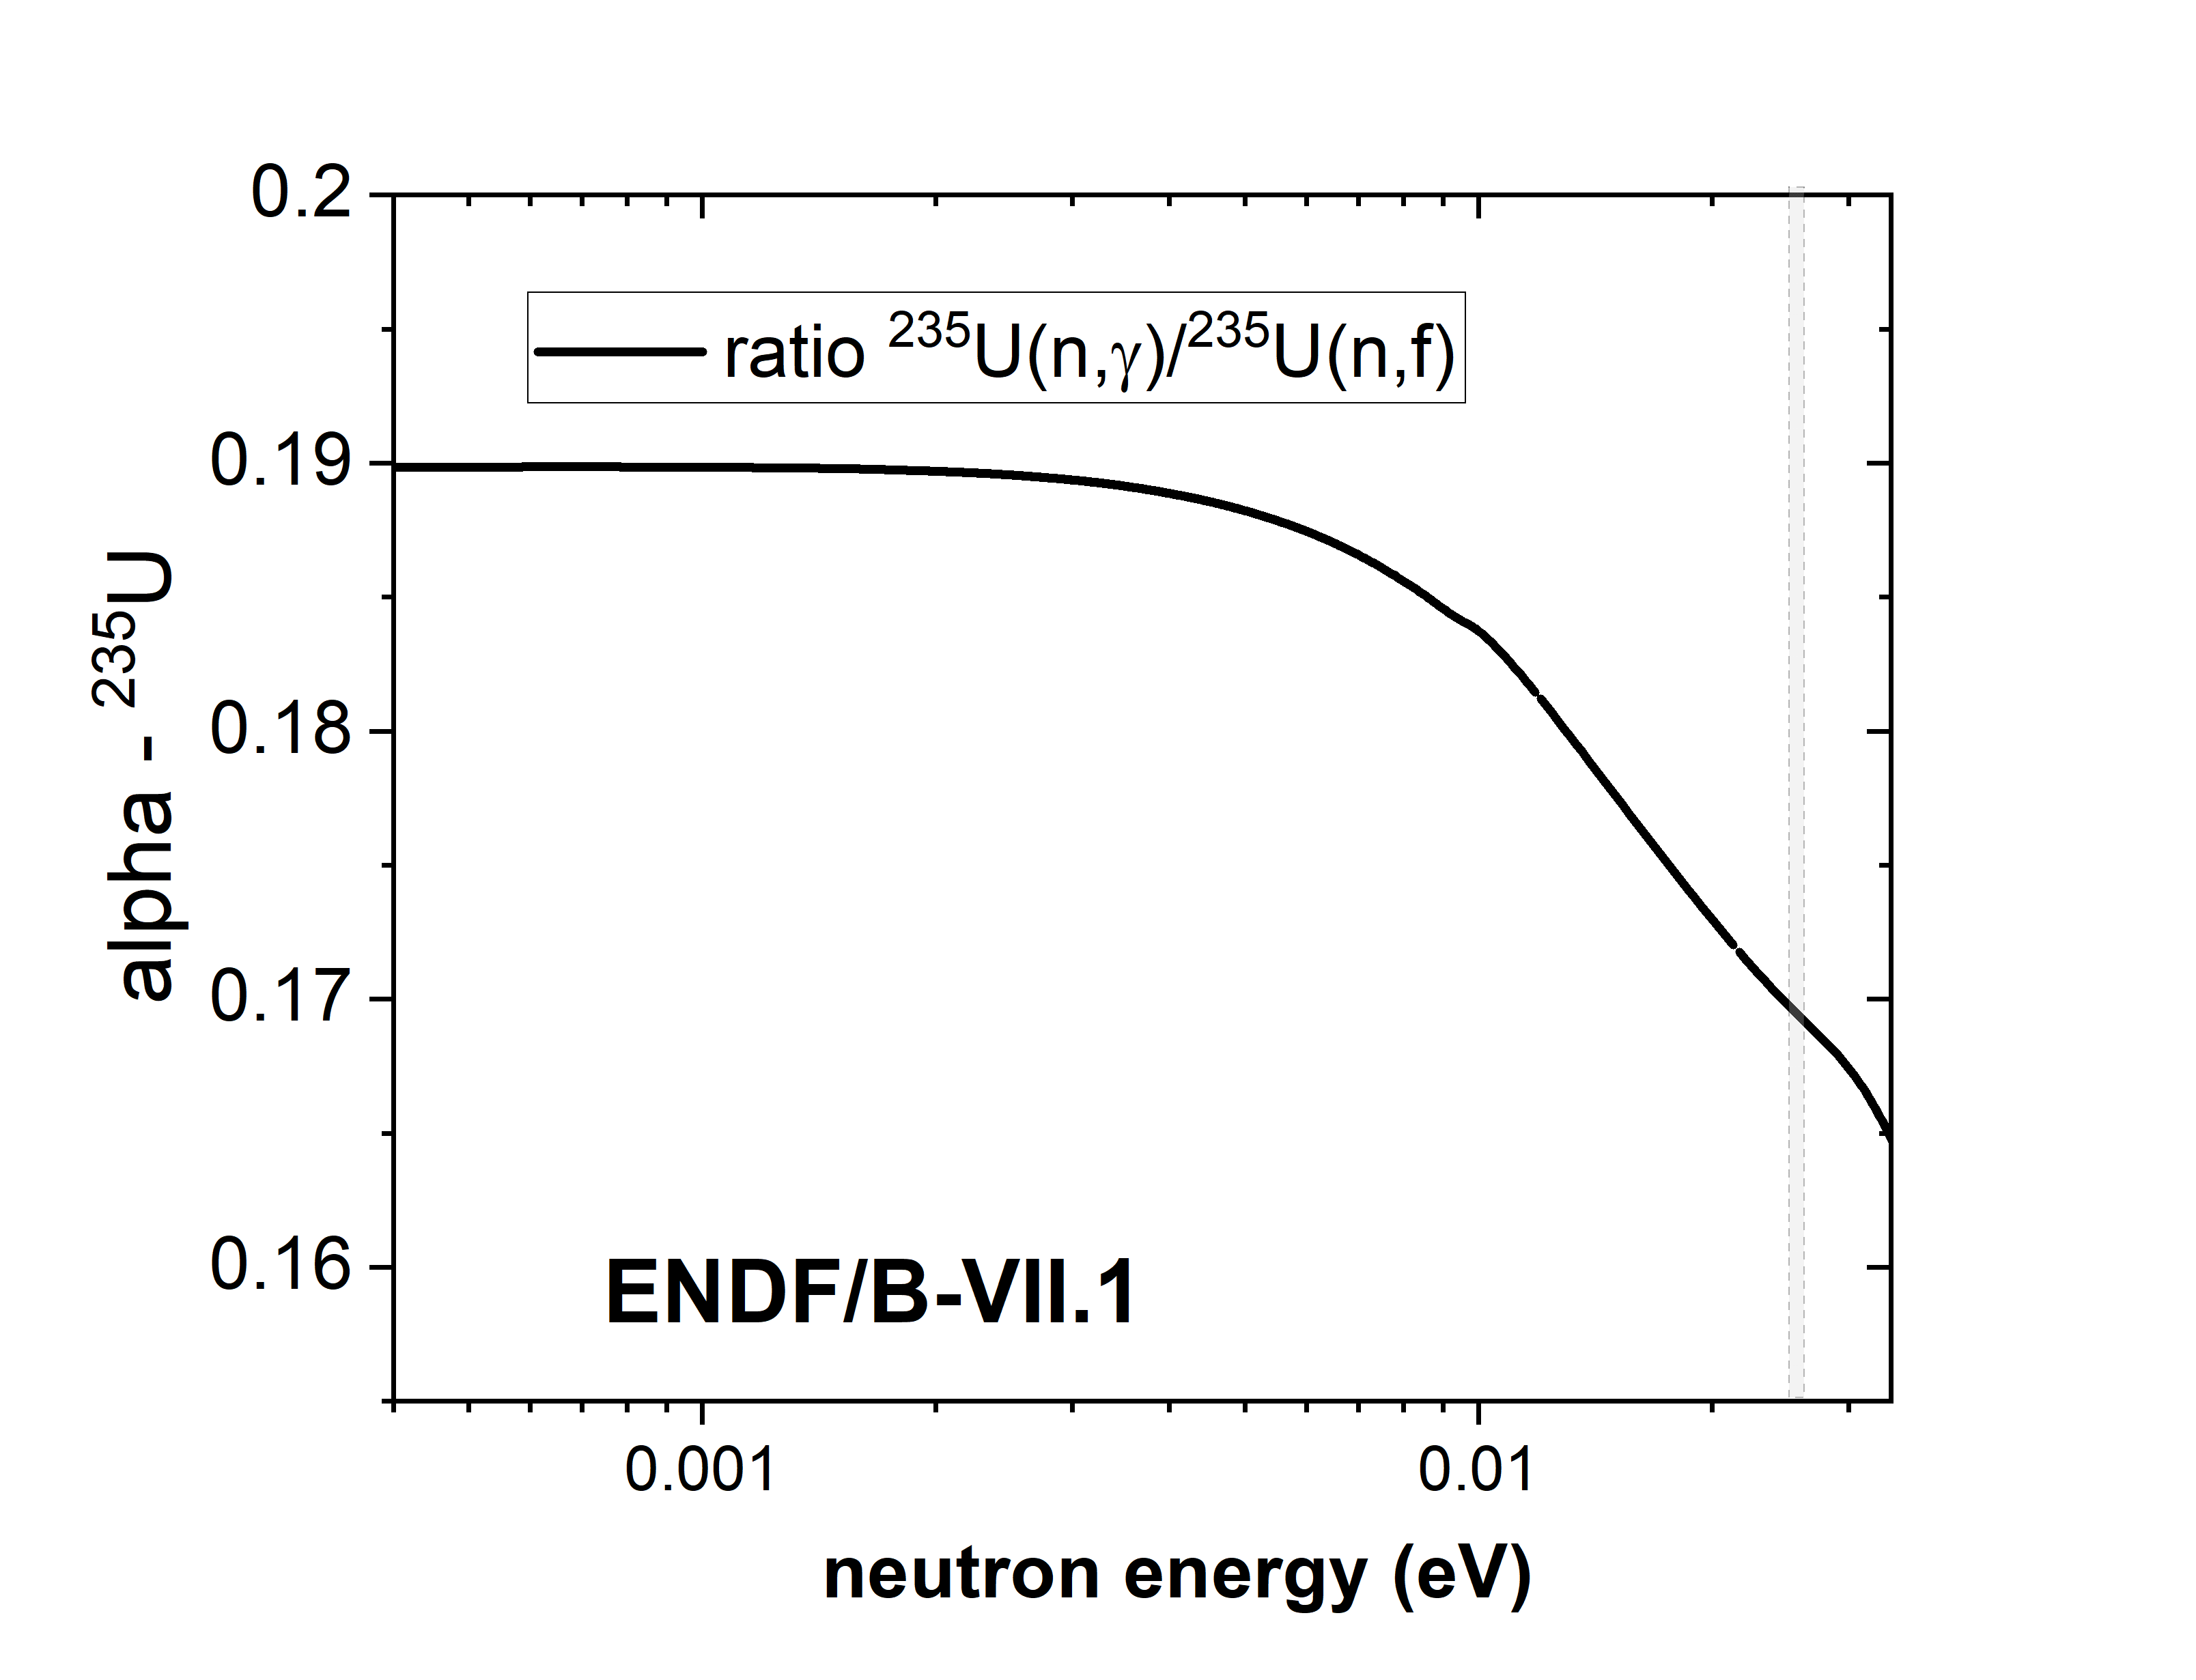 0.2
ratio ²³⁵U(n,γ)/²³⁵U(n,f)
0.19
alpha - ²³⁵U
0.18
0.17
0.16
ENDF/B-VII.1
0.001 0.01
neutron energy (eV)